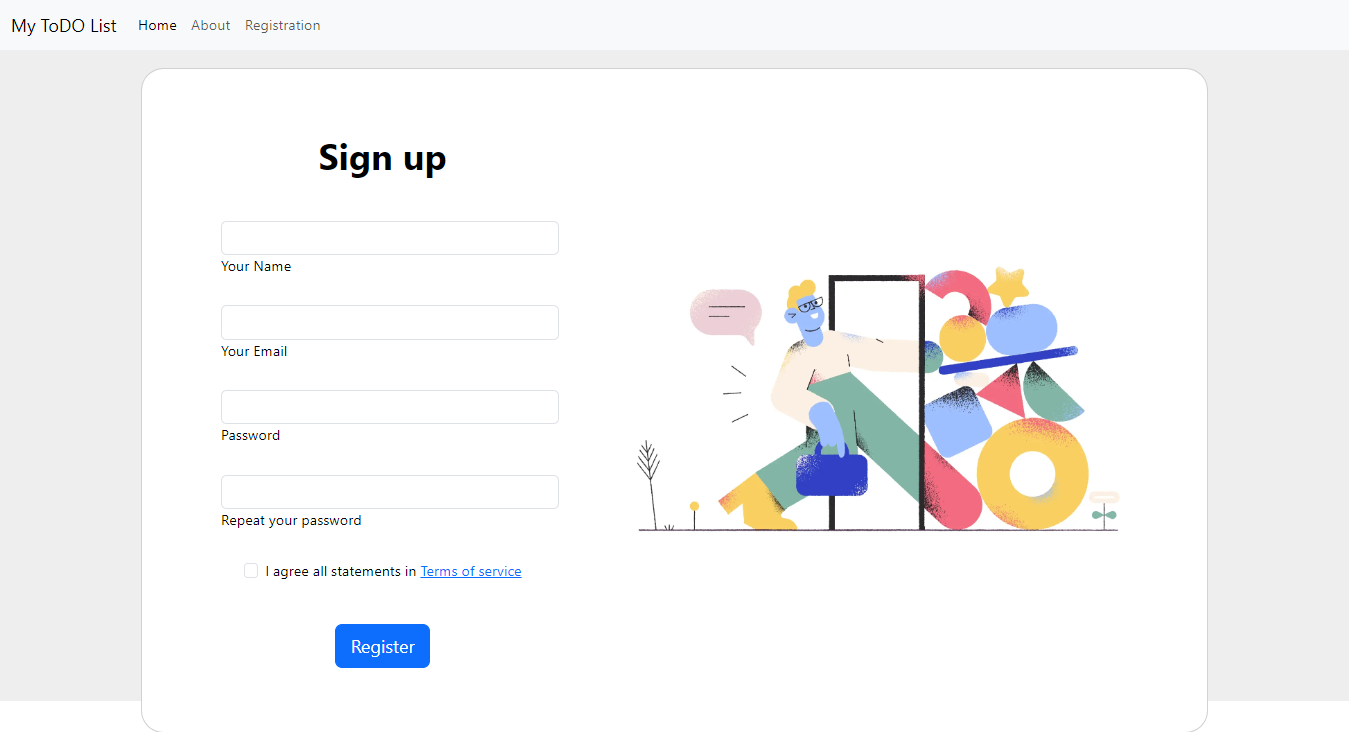 My ToDO List Home About Registration
Sign up
Your Name
Your Email
Password
Repeat your password
I agree all statements in Terms of service
Register